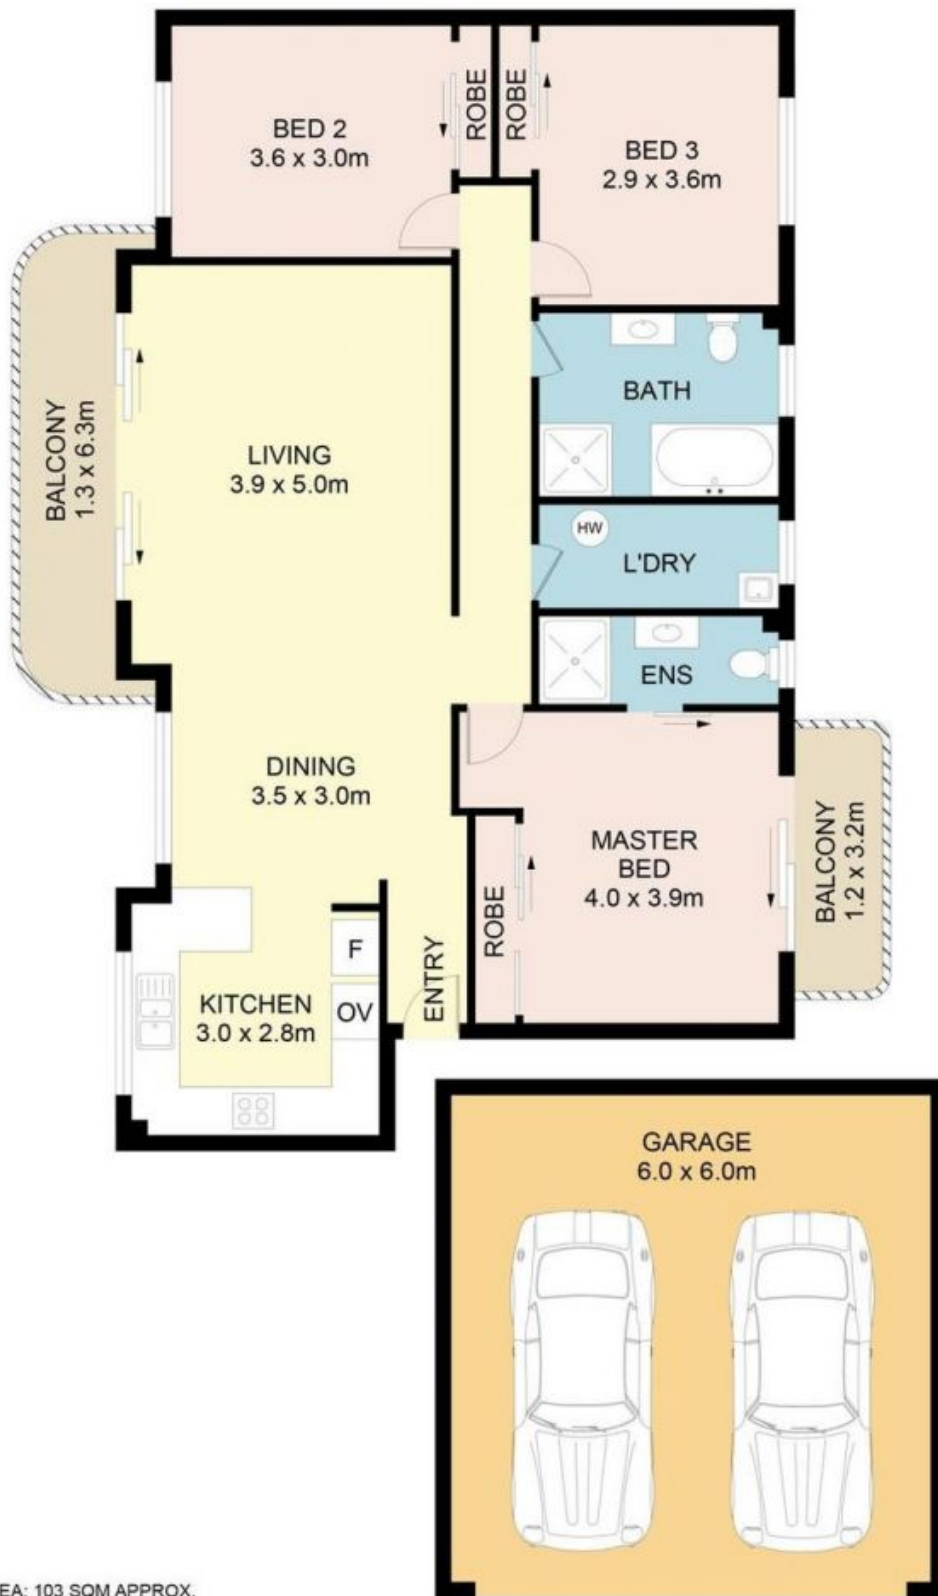 BED 2
3.6 x 3.0m
ROBE
ROBE
BED 3
2.9 x 3.6m
BATH
BALCONY
1.3 x 6.3m
LIVING
3.9 x 5.0m
HW
L'DRY
ENS
DINING
3.5 x 3.0m
MASTER
BED
4.0 x 3.9m
BALCONY
1.2 x 3.2m
ROBE
F
OV
ENTRY
KITCHEN
3.0 x 2.8m
GARAGE
6.0 x 6.0m
EA: 103 SQM APPROX.